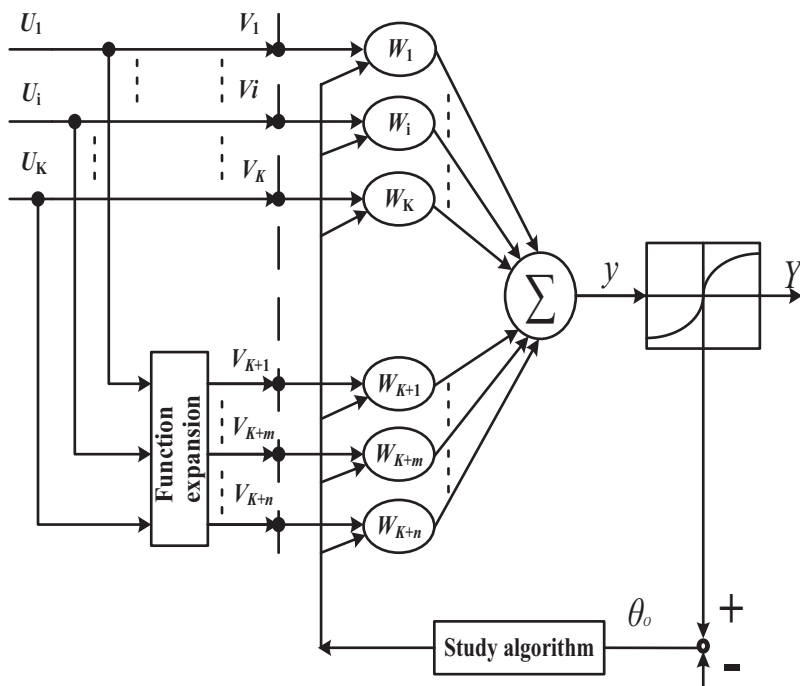 U1 V1 W1
Ui Vi Wi
UK VK WK
∑ y Y
Function expansion
VK+1 WK+1
VK+m WK+m
VK+n WK+n
+
θo
Study algorithm
-